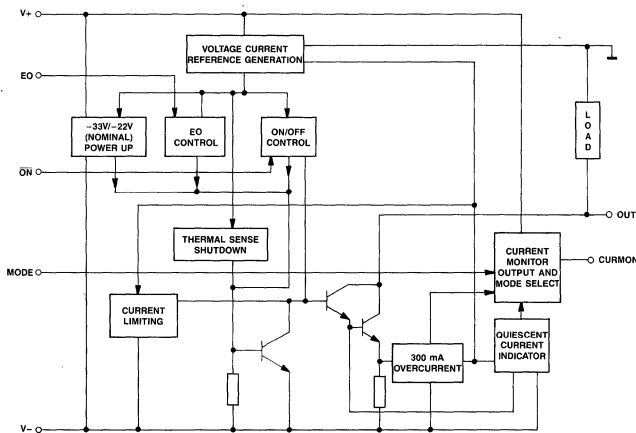 V+
VOLTAGE CURRENT
REFERENCE GENERATION
EO
−33V/−22V
(NOMINAL)
POWER UP
EO
CONTROL
ON/OFF
CONTROL
LOAD
ON
OUT
THERMAL SENSE
SHUTDOWN
CURRENT
MONITOR
OUTPUT AND
MODE SELECT
CURMON
MODE
CURRENT
LIMITING
300 mA
OVERCURRENT
QUIESCENT
CURRENT
INDICATOR
V−